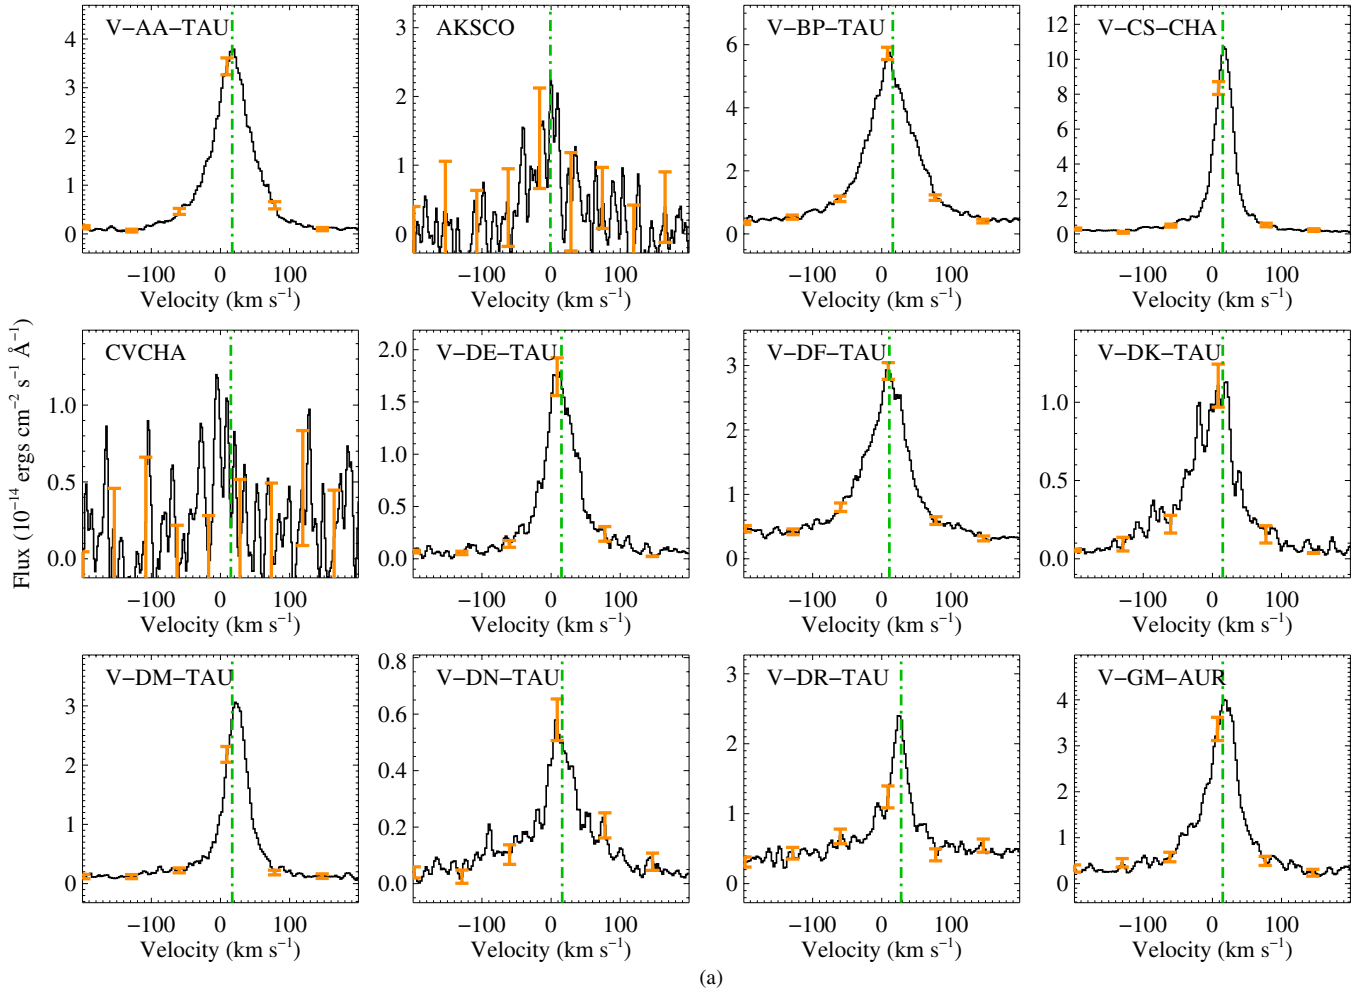 V−AA−TAU
AKSCO
V−BP−TAU
V−CS−CHA
4
3
2
1
0
3
2
1
0
6
4
2
0
12
10
8
6
4
2
0
−100 0 100
−100 0 100
−100 0 100
−100 0 100
Velocity (km s⁻¹)
Velocity (km s⁻¹)
Velocity (km s⁻¹)
Velocity (km s⁻¹)
Flux (10⁻¹⁴ ergs cm⁻² s⁻¹ Å⁻¹)
CVCHA
V−DE−TAU
V−DF−TAU
V−DK−TAU
1.0
0.5
0.0
2.0
1.5
1.0
0.5
0.0
3
2
1
0
1.0
0.5
0.0
−100 0 100
−100 0 100
−100 0 100
−100 0 100
Velocity (km s⁻¹)
Velocity (km s⁻¹)
Velocity (km s⁻¹)
Velocity (km s⁻¹)
V−DM−TAU
V−DN−TAU
V−DR−TAU
V−GM−AUR
3
2
1
0
0.8
0.6
0.4
0.2
0.0
3
2
1
0
4
3
2
1
0
−100 0 100
−100 0 100
−100 0 100
−100 0 100
Velocity (km s⁻¹)
Velocity (km s⁻¹)
Velocity (km s⁻¹)
Velocity (km s⁻¹)
(a)